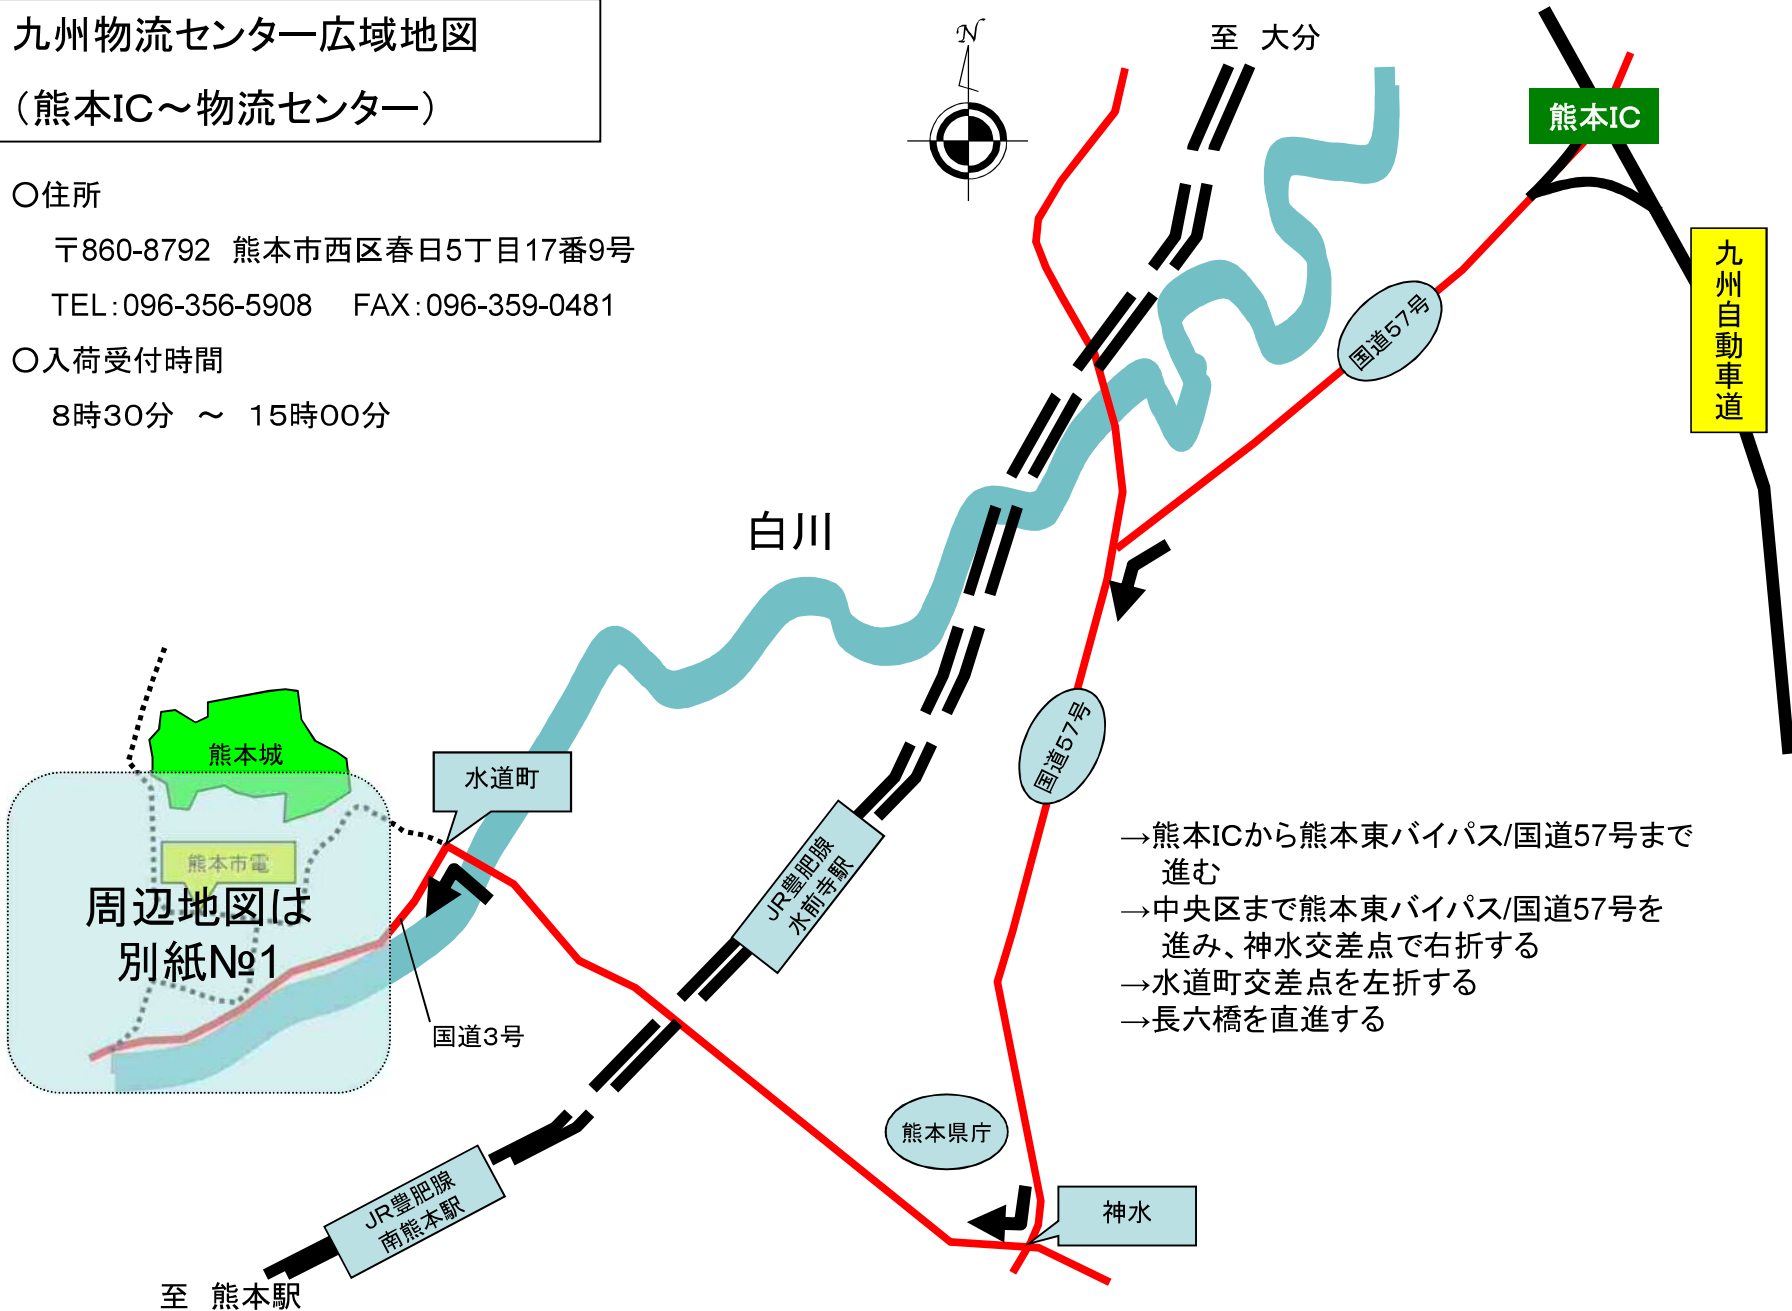 九州物流センター広域地図
（熊本IC～物流センター）
○住所
〒860-8792 熊本市西区春日5丁目17番9号
TEL：096-356-5908 FAX：096-359-0481
○入荷受付時間
8時30分 ～ 15時00分
N
至 大分
熊本IC
九州自動車道
国道57号
白川
国道57号
熊本城
水道町
熊本市電
周辺地図は
別紙№1
国道3号
JR豊肥腺
水前寺駅
→熊本ICから熊本東バイパス/国道57号まで
進む
→中央区まで熊本東バイパス/国道57号を
進み、神水交差点で右折する
→水道町交差点を左折する
→長六橋を直進する
熊本県庁
神水
JR豊肥腺
南熊本駅
至 熊本駅